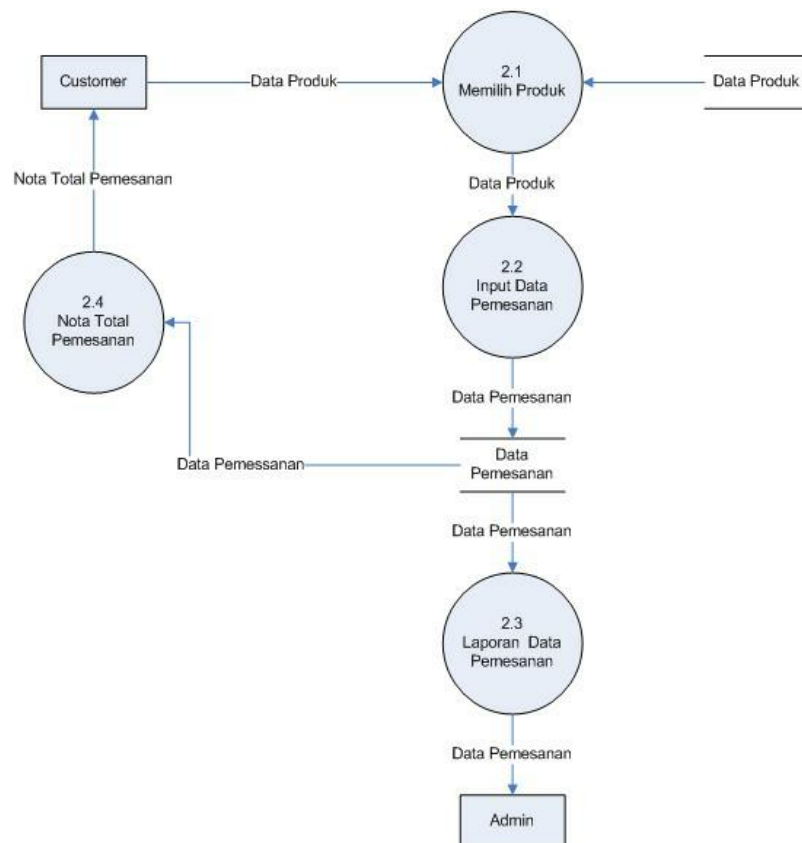 Customer
Data Produk
2.1
Memilih Produk
Data Produk
Nota Total Pemesanan
Data Produk
2.4
Nota Total
Pemesanan
2.2
Input Data
Pemesanan
Data Pemesanan
Data Pemessanan
Data
Pemesanan
Data Pemesanan
2.3
Laporan Data
Pemesanan
Data Pemesanan
Admin